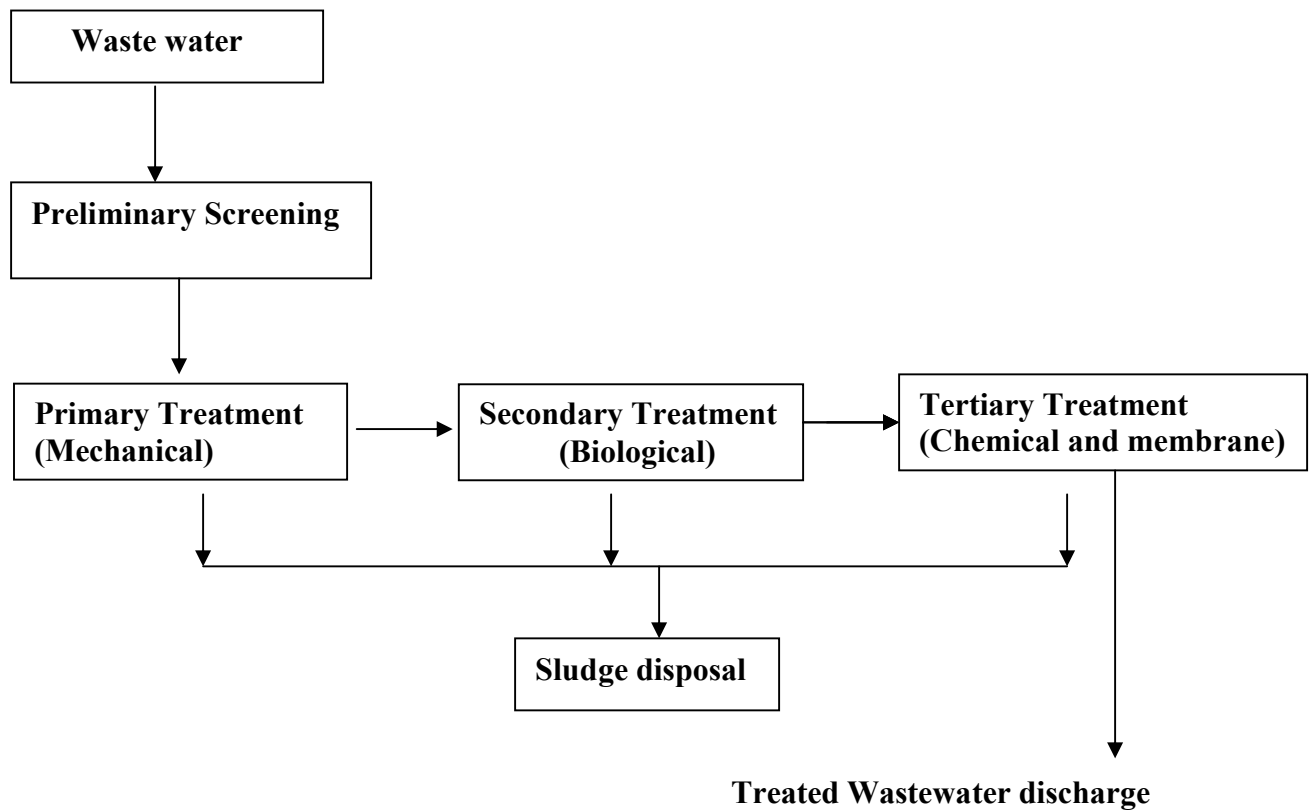 Waste water
Preliminary Screening
Primary Treatment
(Mechanical)
Secondary Treatment
(Biological)
Tertiary Treatment
(Chemical and membrane)
Sludge disposal
Treated Wastewater discharge